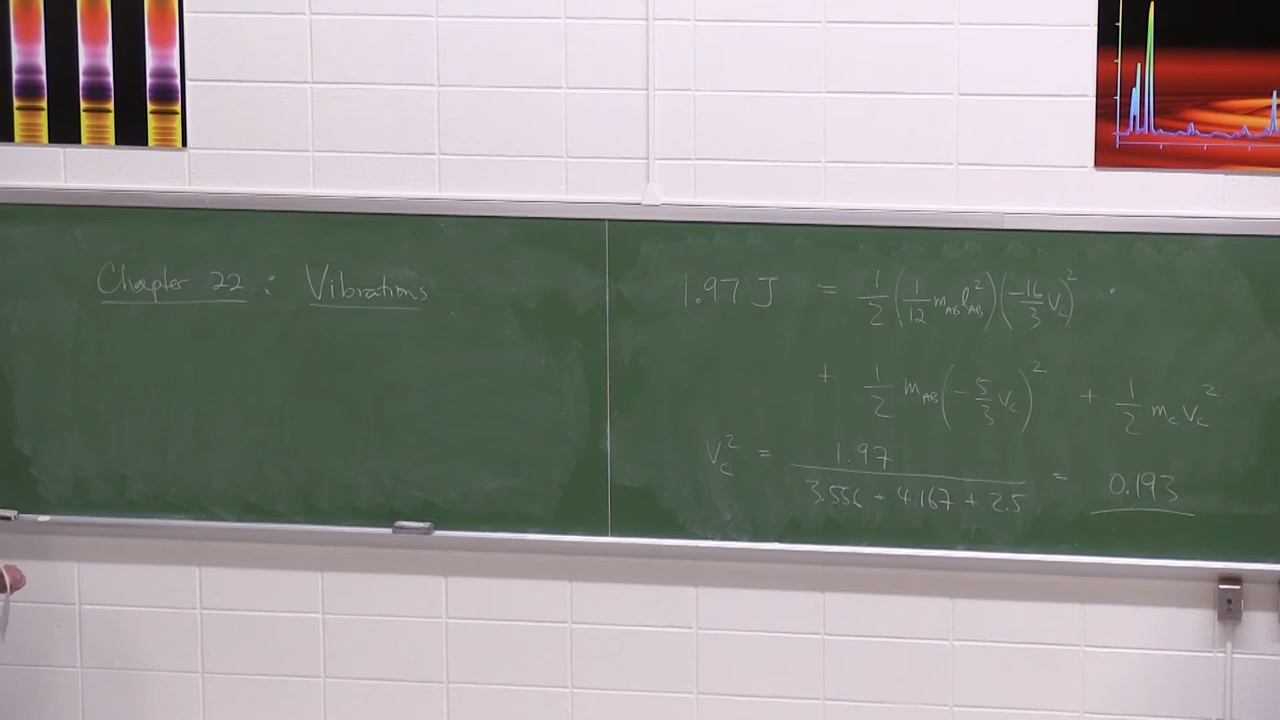 Chapter 22 : Vibrations
1.97 J = 1/2 (1/12 m_AB l_AB^2)(-16/3 V_C)^2
+ 1/2 m_AB (-5/3 V_C)^2 + 1/2 m_C V_C^2
V_C^2 = 1.97 / (3.556 + 4.167 + 2.5) = 0.193